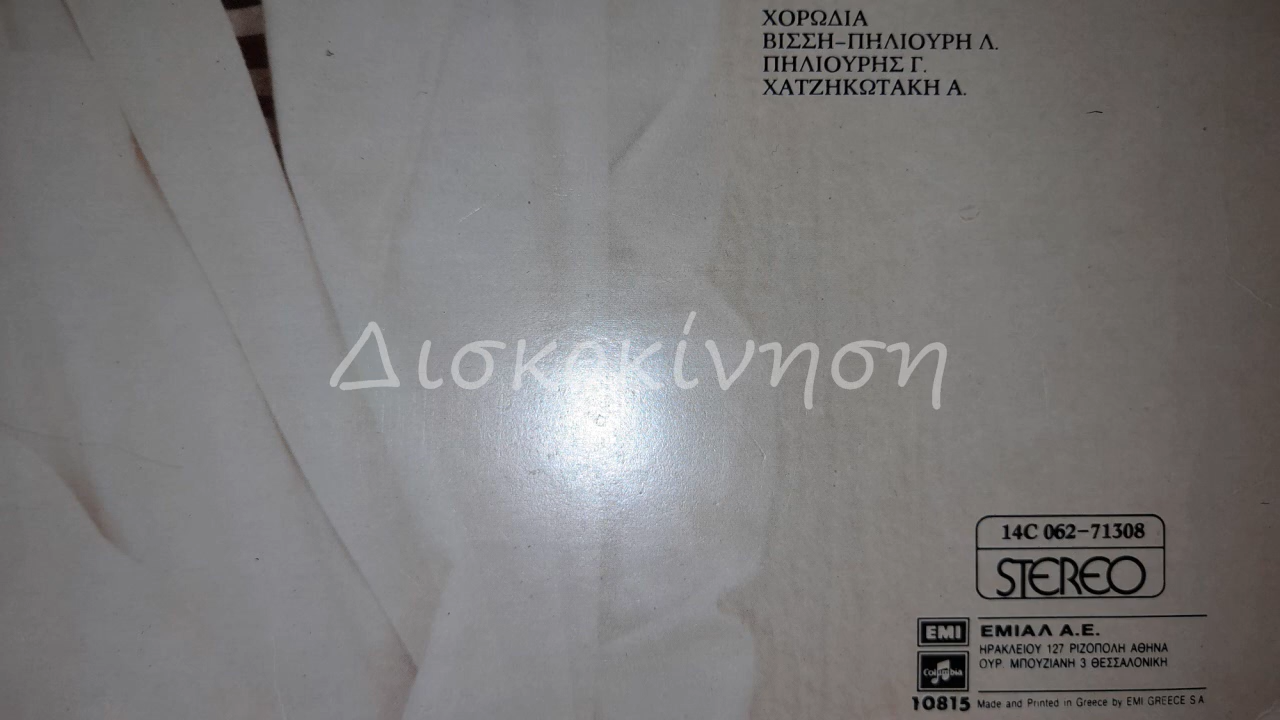 ΧΟΡΩΔΙΑ
ΒΙΣΣΗ-ΠΗΛΙΟΥΡΗ Λ.
ΠΗΛΙΟΥΡΗΣ Γ.
ΧΑΤΖΗΚΩΤΑΚΗ Α.
Δισκοκίνηση
14C 062-71308
STEREO
EMI
ΕΜΙΑΛ Α.Ε.
ΗΡΑΚΛΕΙΟΥ 127 ΡΙΖΟΠΟΛΗ ΑΘΗΝΑ
ΟΥΡ. ΜΠΟΥΖΙΑΝΗ 3 ΘΕΣΣΑΛΟΝΙΚΗ
Columbia
10815 Made and Printed in Greece by EMI GREECE S.A